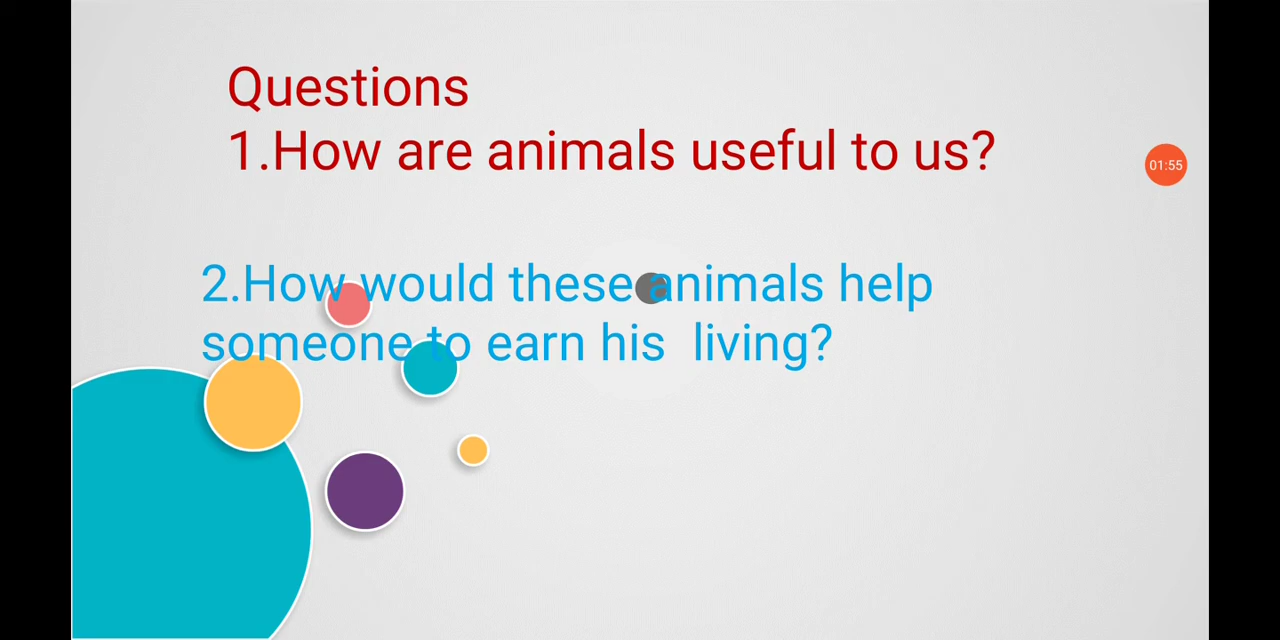 Questions
1.How are animals useful to us?
01:55
2.How would these animals help
someone to earn his  living?